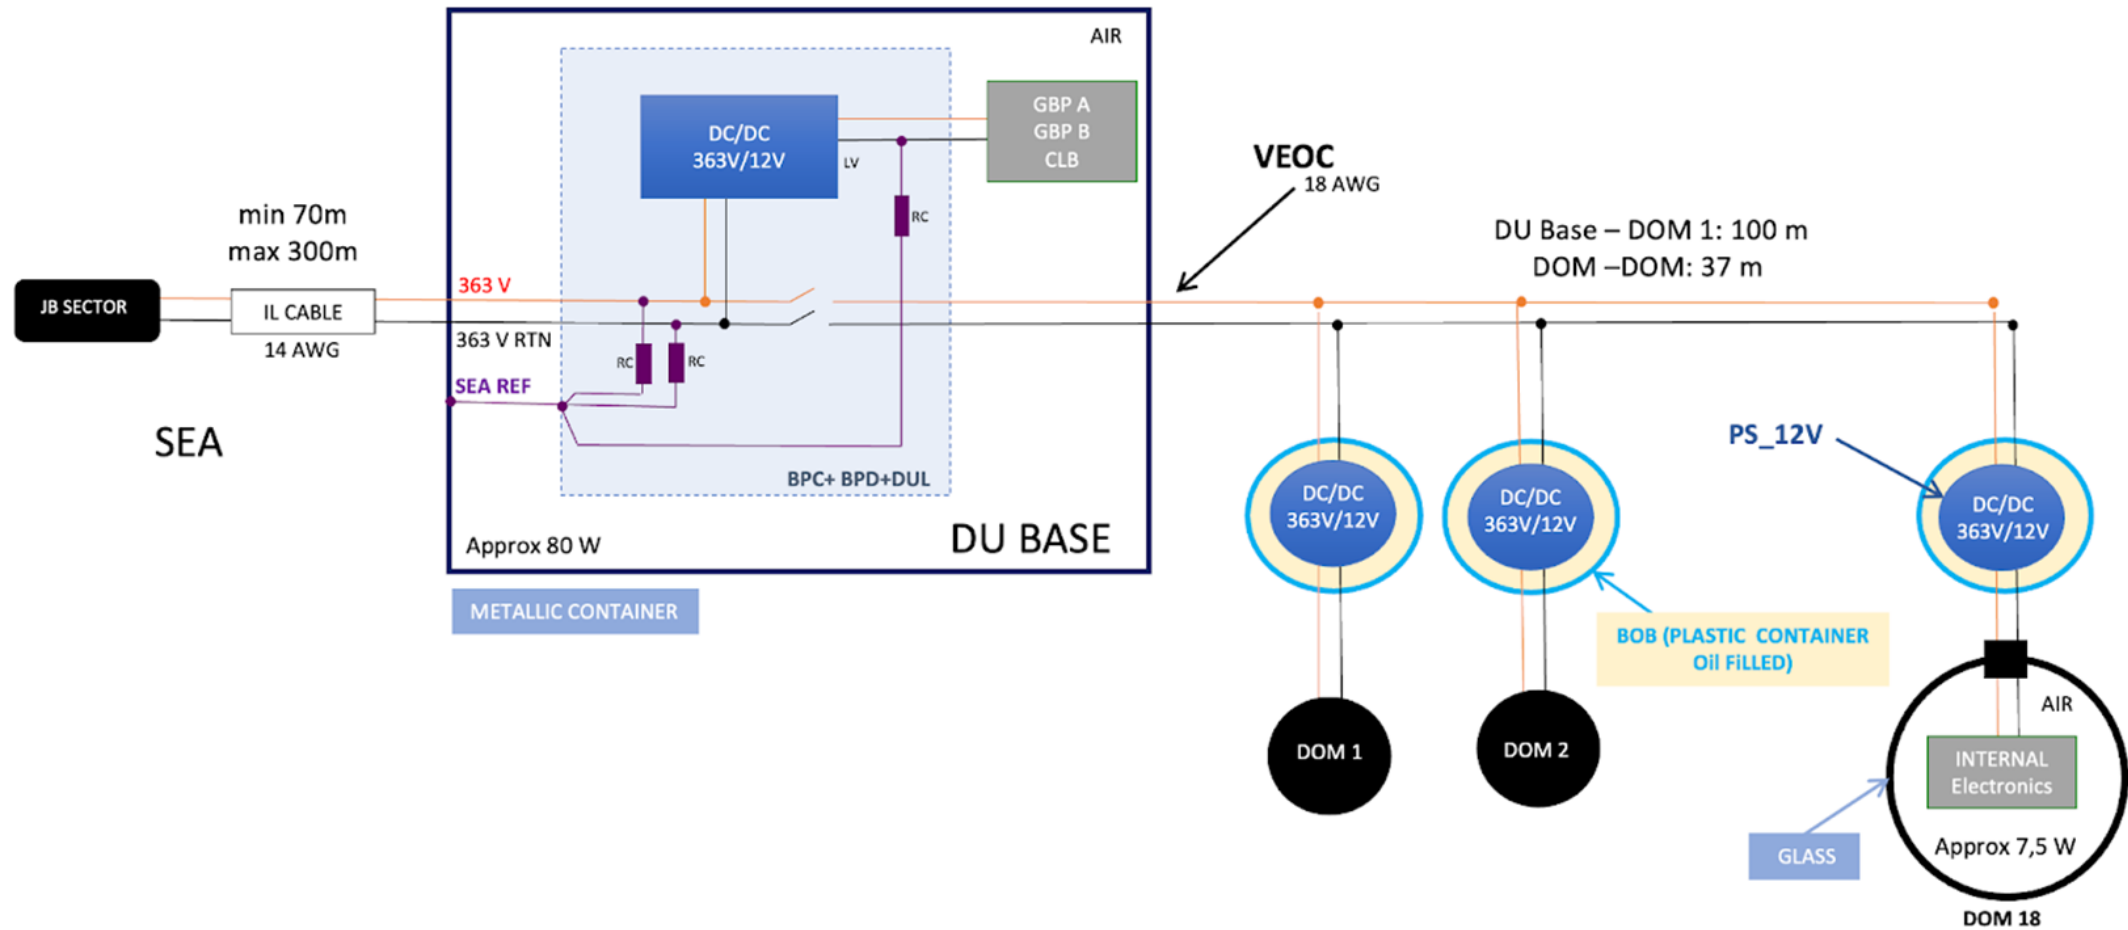 AIR
DC/DC
363V/12V
LV
GBP A
GBP B
CLB
RC
min 70m
max 300m
JB SECTOR
IL CABLE
14 AWG
363 V
363 V RTN
RC
RC
SEA REF
SEA
BPC+ BPD+DUL
Approx 80 W
DU BASE
METALLIC CONTAINER
VEOC
18 AWG
DU Base – DOM 1: 100 m
DOM –DOM: 37 m
PS_12V
DC/DC
363V/12V
DC/DC
363V/12V
DC/DC
363V/12V
BOB (PLASTIC CONTAINER
Oil FiLLED)
DOM 1
DOM 2
AIR
INTERNAL
Electronics
Approx 7,5 W
GLASS
DOM 18